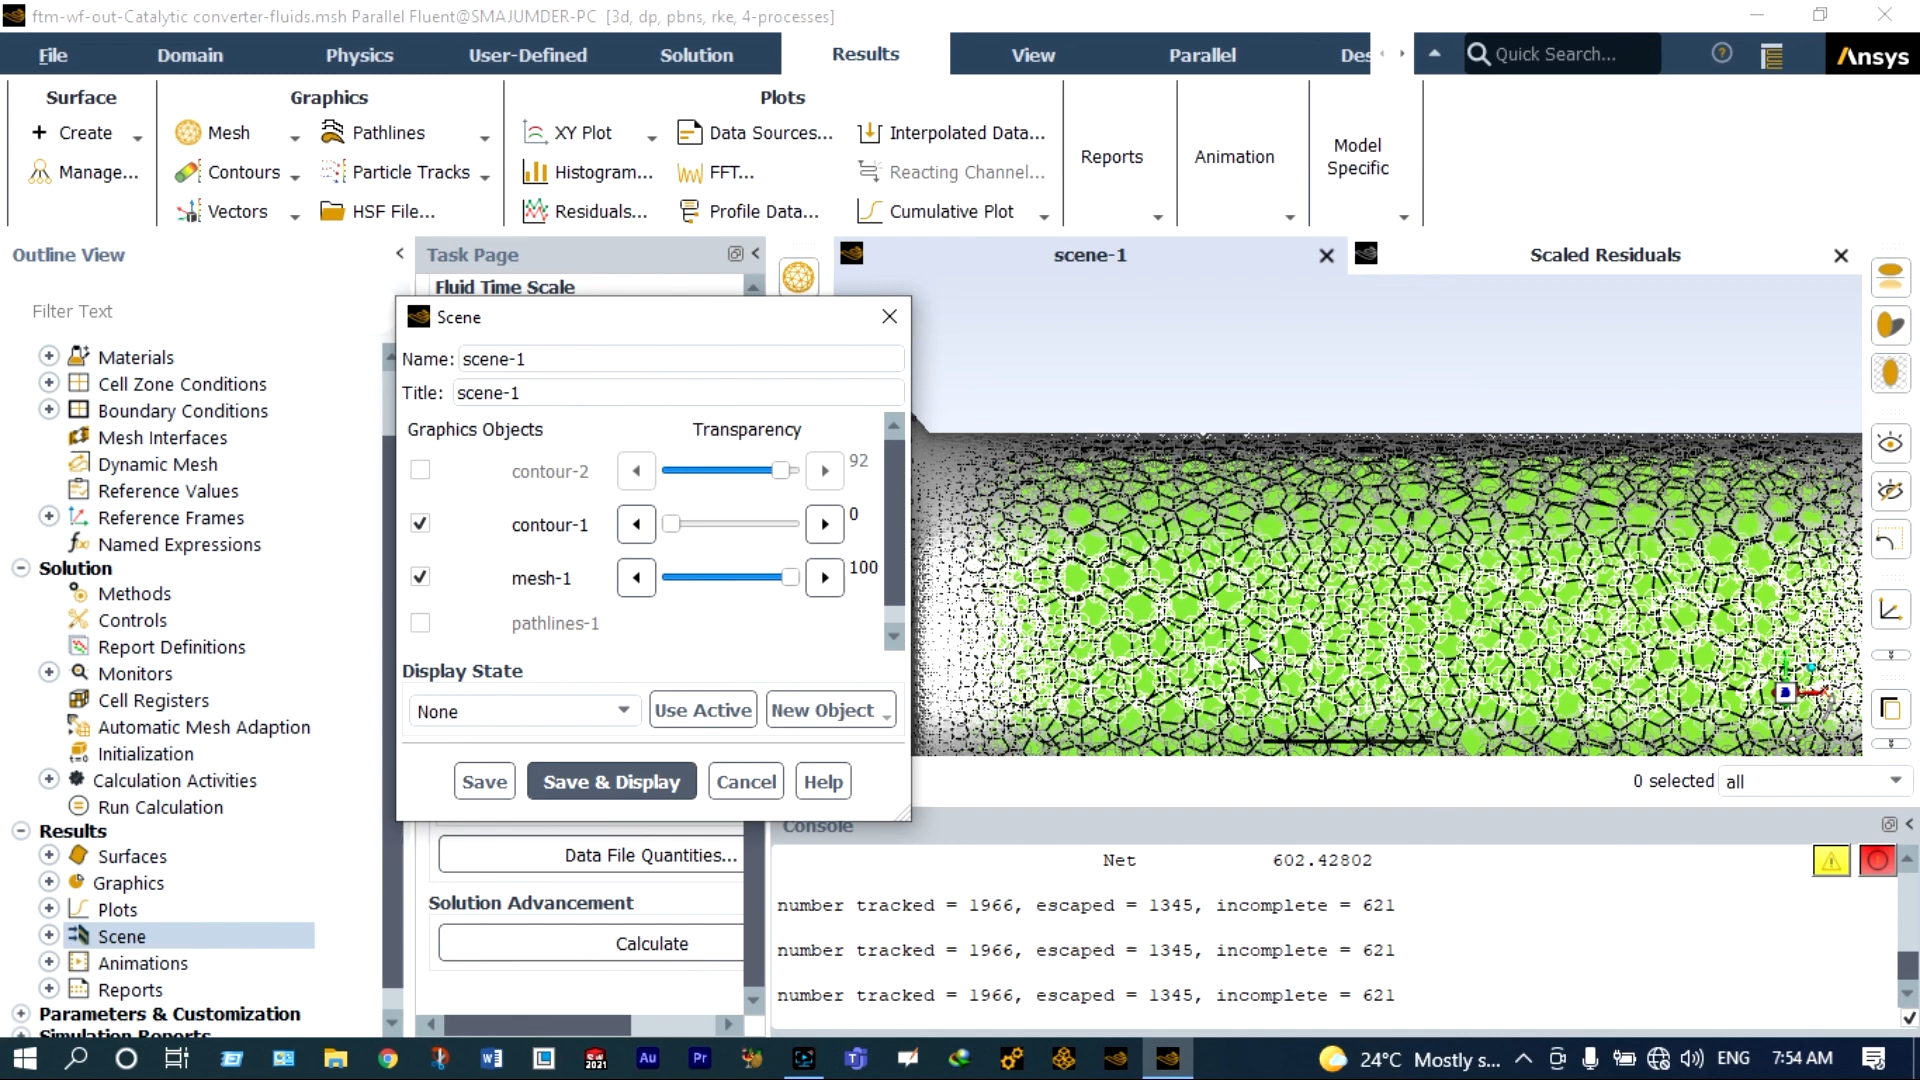 ftm-wf-out-Catalytic converter-fluids.msh Parallel Fluent@SMAJUMDER-PC [3d, dp, pbns, rke, 4-processes]
File Domain Physics User-Defined Solution Results View Parallel Des Quick Search... Ansys
Surface Graphics Plots
Create Mesh Pathlines XY Plot Data Sources... Interpolated Data...
Manage... Contours Particle Tracks Histogram... FFT... Reacting Channel...
Vectors HSF File... Residuals... Profile Data... Cumulative Plot
Reports Animation Model
Specific
Outline View Task Page scene-1 Scaled Residuals
Filter Text
Materials
Cell Zone Conditions
Boundary Conditions
Mesh Interfaces
Dynamic Mesh
Reference Values
Reference Frames
Named Expressions
Solution
Methods
Controls
Report Definitions
Monitors
Cell Registers
Automatic Mesh Adaption
Initialization
Calculation Activities
Run Calculation
Results
Surfaces
Graphics
Plots
Scene
Animations
Reports
Parameters & Customization
Simulation Reports
Fluid Time Scale
Scene
Name: scene-1
Title: scene-1
Graphics Objects Transparency
contour-2 92
contour-1 0
mesh-1 100
pathlines-1
Display State
None Use Active New Object
Save Save & Display Cancel Help
Data File Quantities...
Solution Advancement
Calculate
0 selected all
Console
Net 602.42802
number tracked = 1966, escaped = 1345, incomplete = 621
number tracked = 1966, escaped = 1345, incomplete = 621
number tracked = 1966, escaped = 1345, incomplete = 621
24°C Mostly s... ENG 7:54 AM